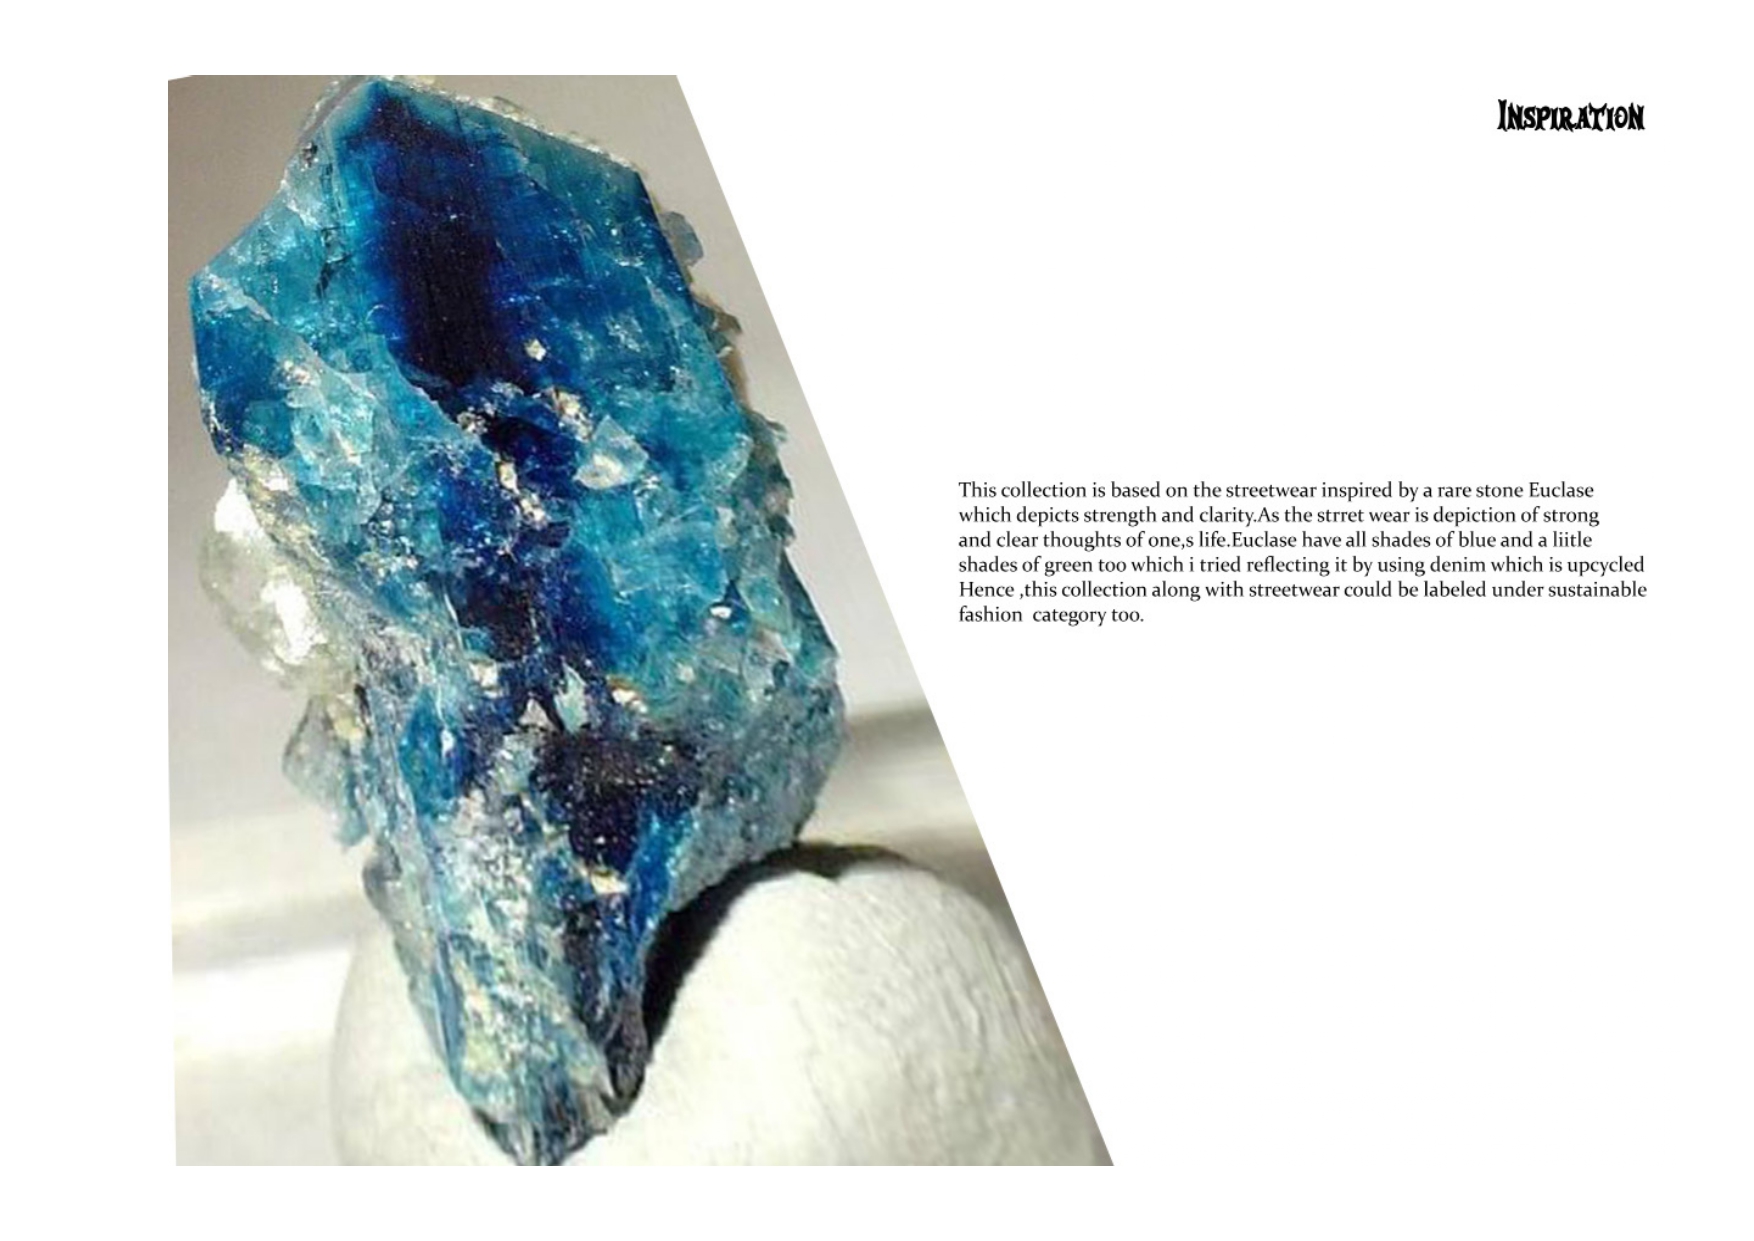 INSPIRATION
This collection is based on the streetwear inspired by a rare stone Euclase
which depicts strength and clarity.As the strret wear is depiction of strong
and clear thoughts of one,s life.Euclase have all shades of blue and a liitle
shades of green too which i tried reflecting it by using denim which is upcycled
Hence ,this collection along with streetwear could be labeled under sustainable
fashion  category too.